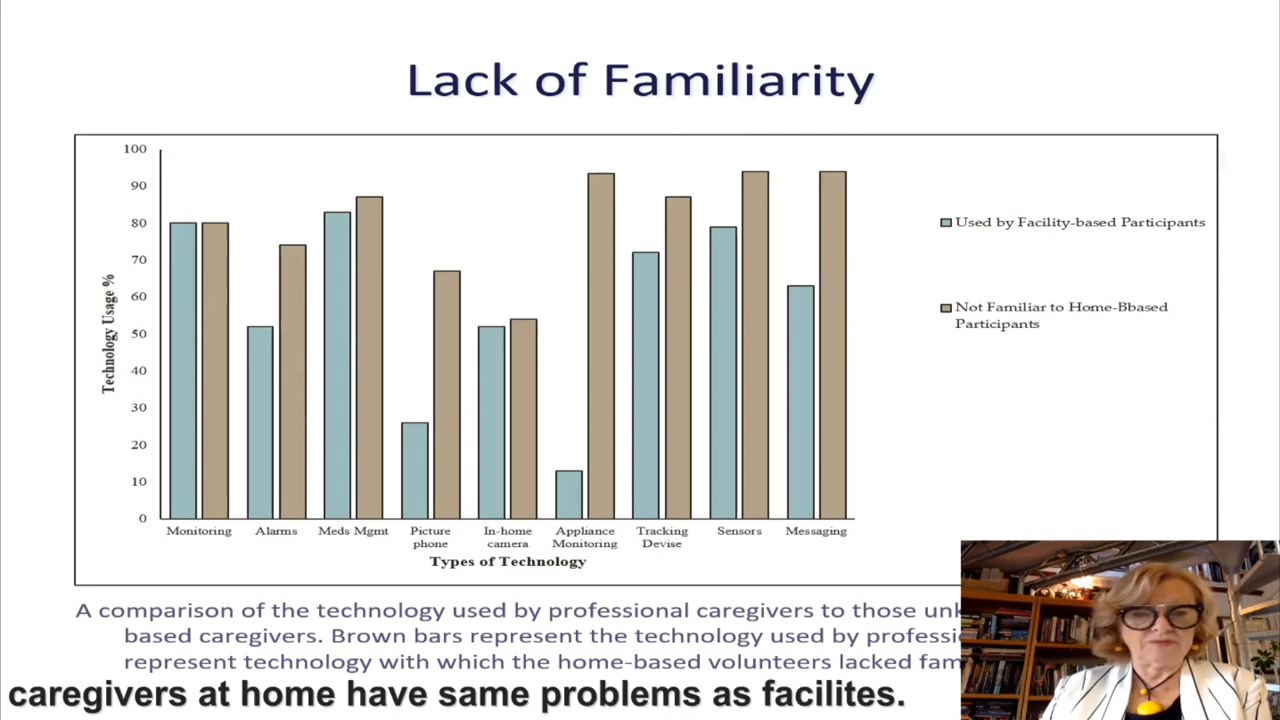 Lack of Familiarity
100
90
80
70
60
50
40
30
20
10
0
Technology Usage %
Monitoring
Alarms
Meds Mgmt
Picture
phone
In-home
camera
Appliance
Monitoring
Tracking
Devise
Sensors
Messaging
Types of Technology
Used by Facility-based Participants
Not Familiar to Home-Bbased
Participants
A comparison of the technology used by professional caregivers to those
based caregivers. Brown bars represent the technology used by
represent technology with which the home-based volunteers lacked
caregivers at home have same problems as facilites.